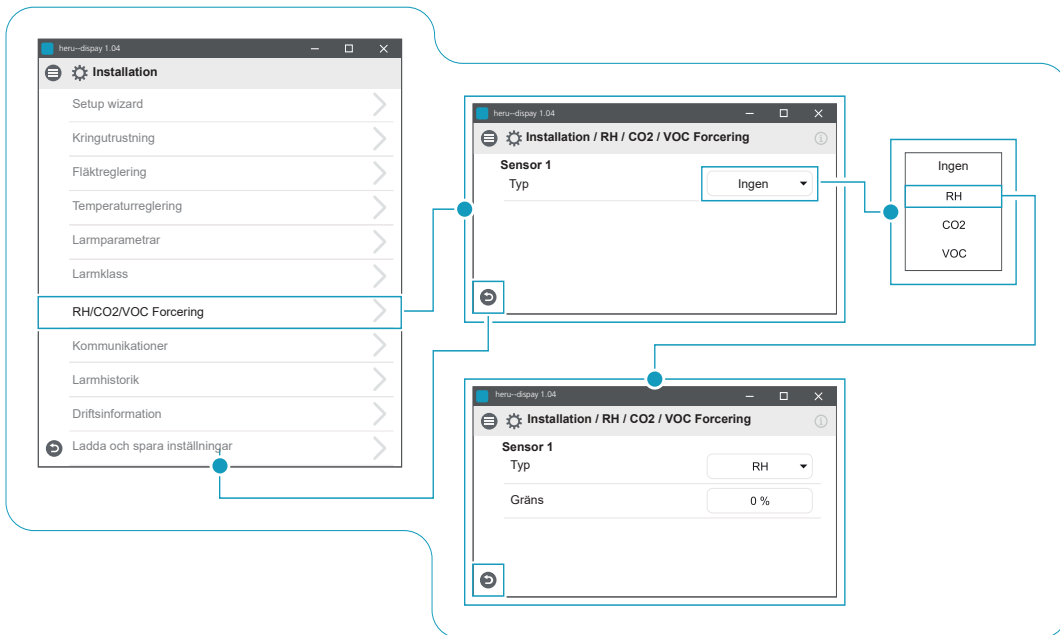 heru--dispay 1.04
Installation
Setup wizard
Kringutrustning
Fläktreglering
Temperaturreglering
Larmparametrar
Larmklass
RH/CO2/VOC Forcering
Kommunikationer
Larmhistorik
Driftsinformation
Ladda och spara inställningar
heru--dispay 1.04
Installation / RH / CO2 / VOC Forcering
Sensor 1
Typ Ingen
Ingen
RH
CO2
VOC
heru--dispay 1.04
Installation / RH / CO2 / VOC Forcering
Sensor 1
Typ RH
Gräns 0 %